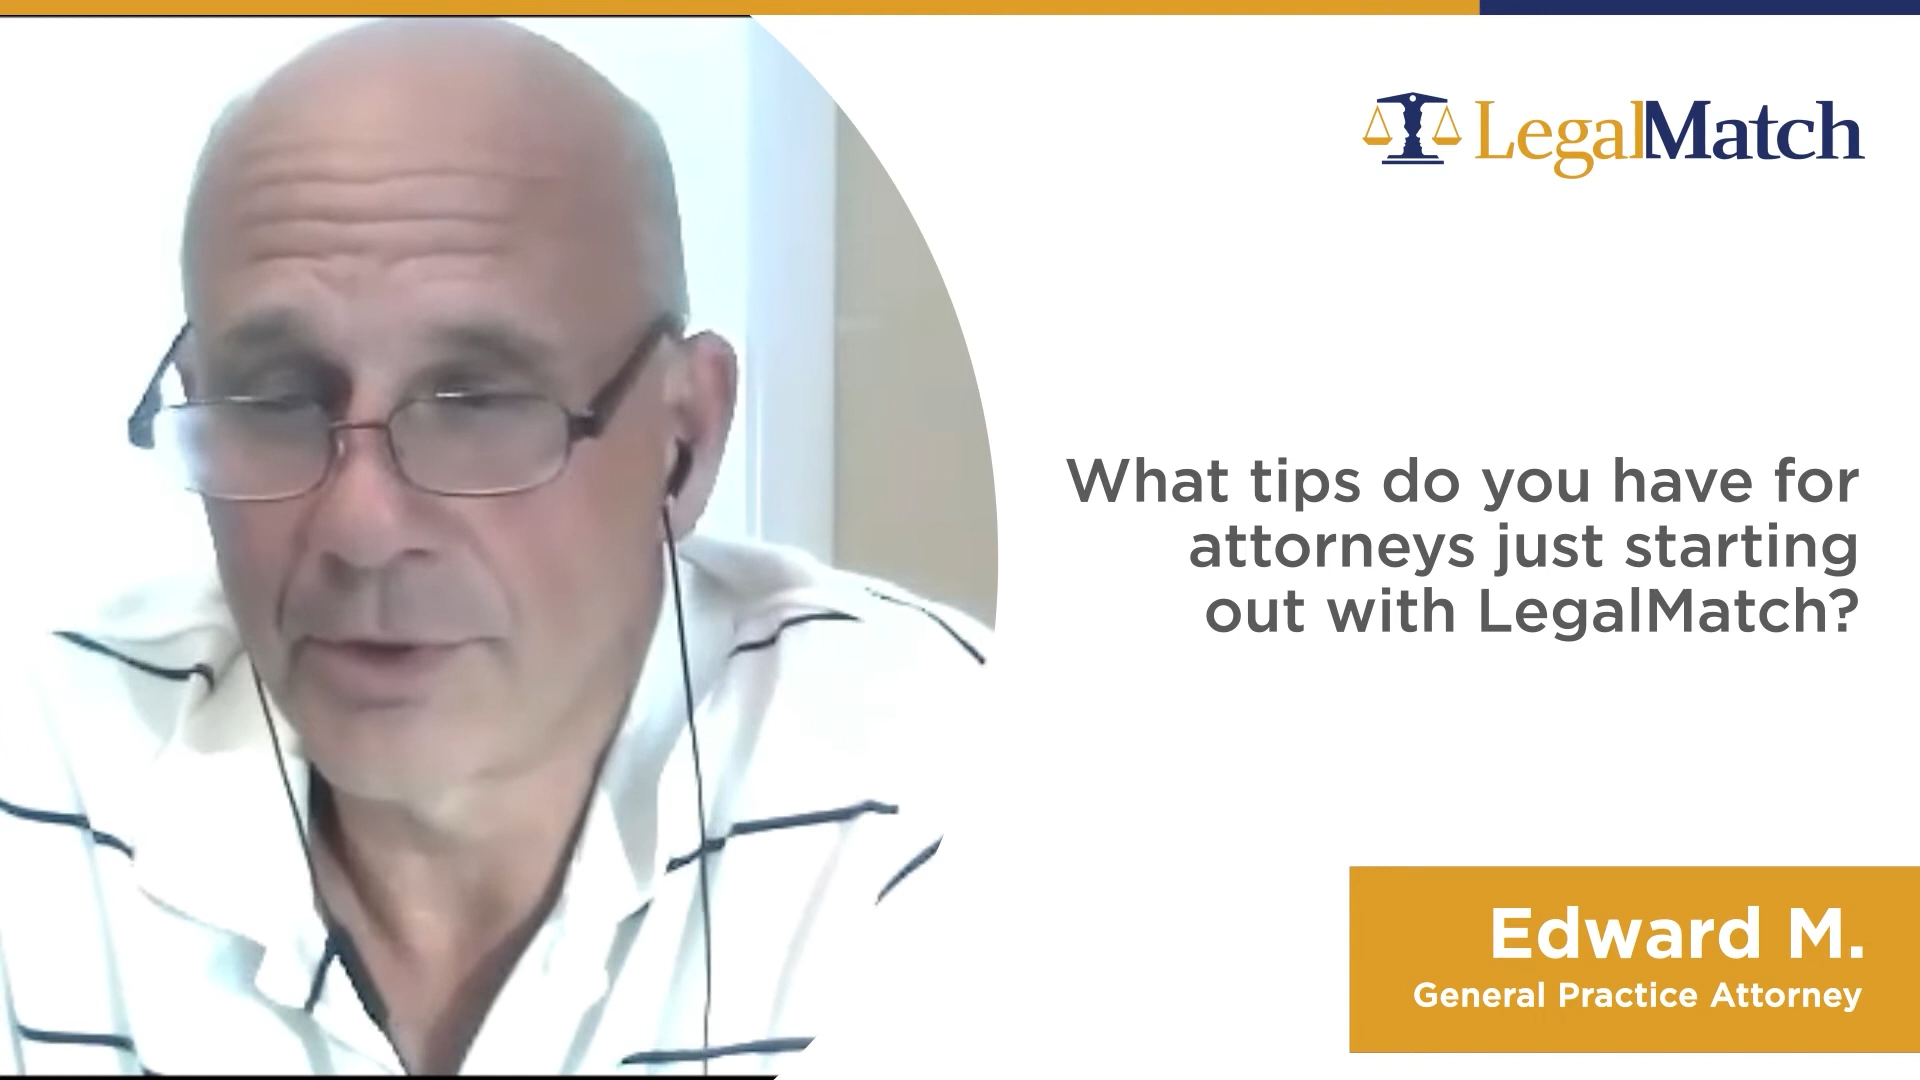 LegalMatch
What tips do you have for
attorneys just starting
out with LegalMatch?
Edward M.
General Practice Attorney